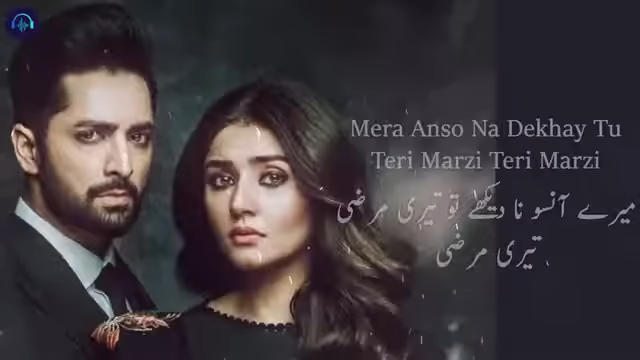 Mera Anso Na Dekhay Tu
Teri Marzi Teri Marzi
میرے آنسو نا دیکھے تو تیری مرضی
تیری مرضی